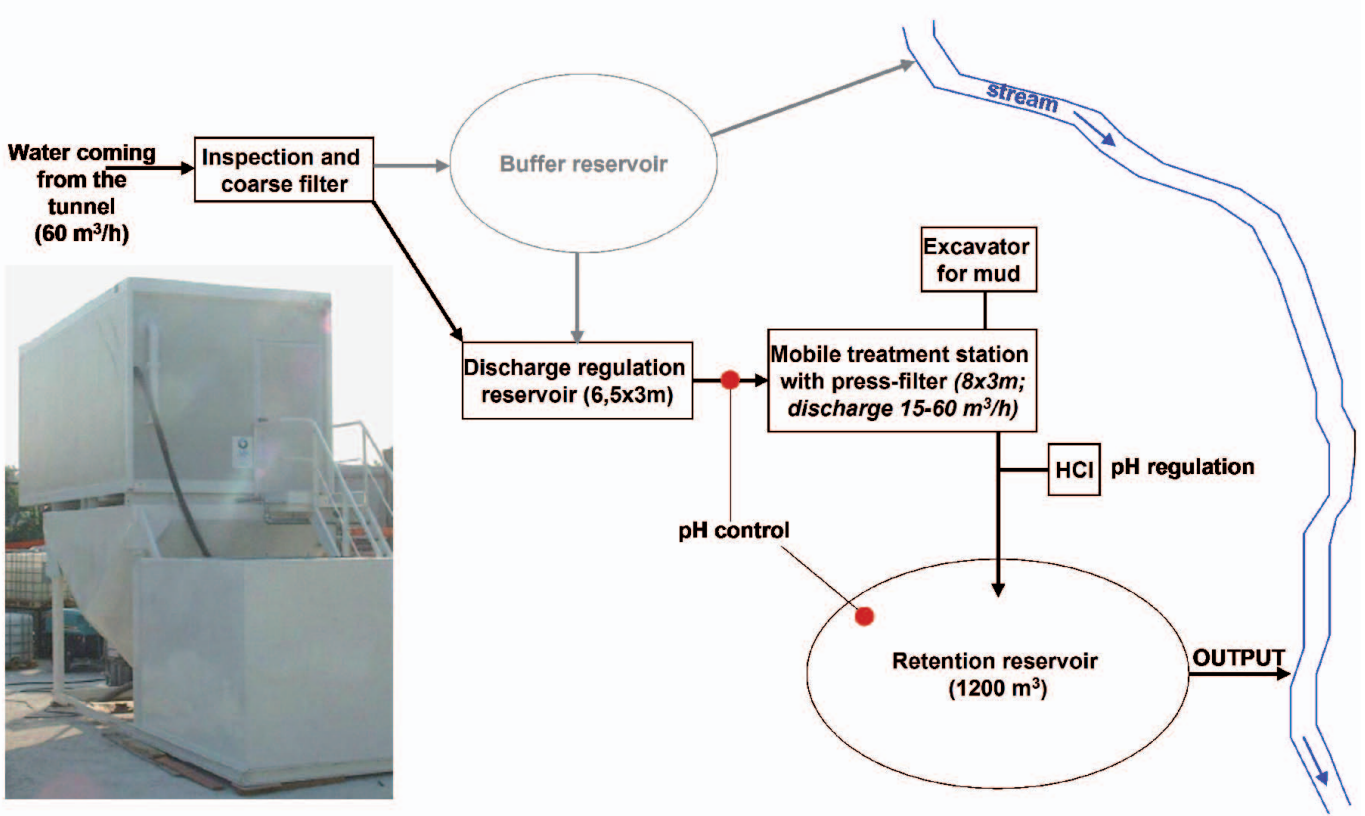 stream
Water coming
from the
tunnel
(60 m³/h)
Inspection and
coarse filter
Buffer reservoir
Excavator
for mud
Discharge regulation
reservoir (6,5x3m)
Mobile treatment station
with press-filter (8x3m;
discharge 15-60 m³/h)
HCl
pH regulation
pH control
Retention reservoir
(1200 m³)
OUTPUT